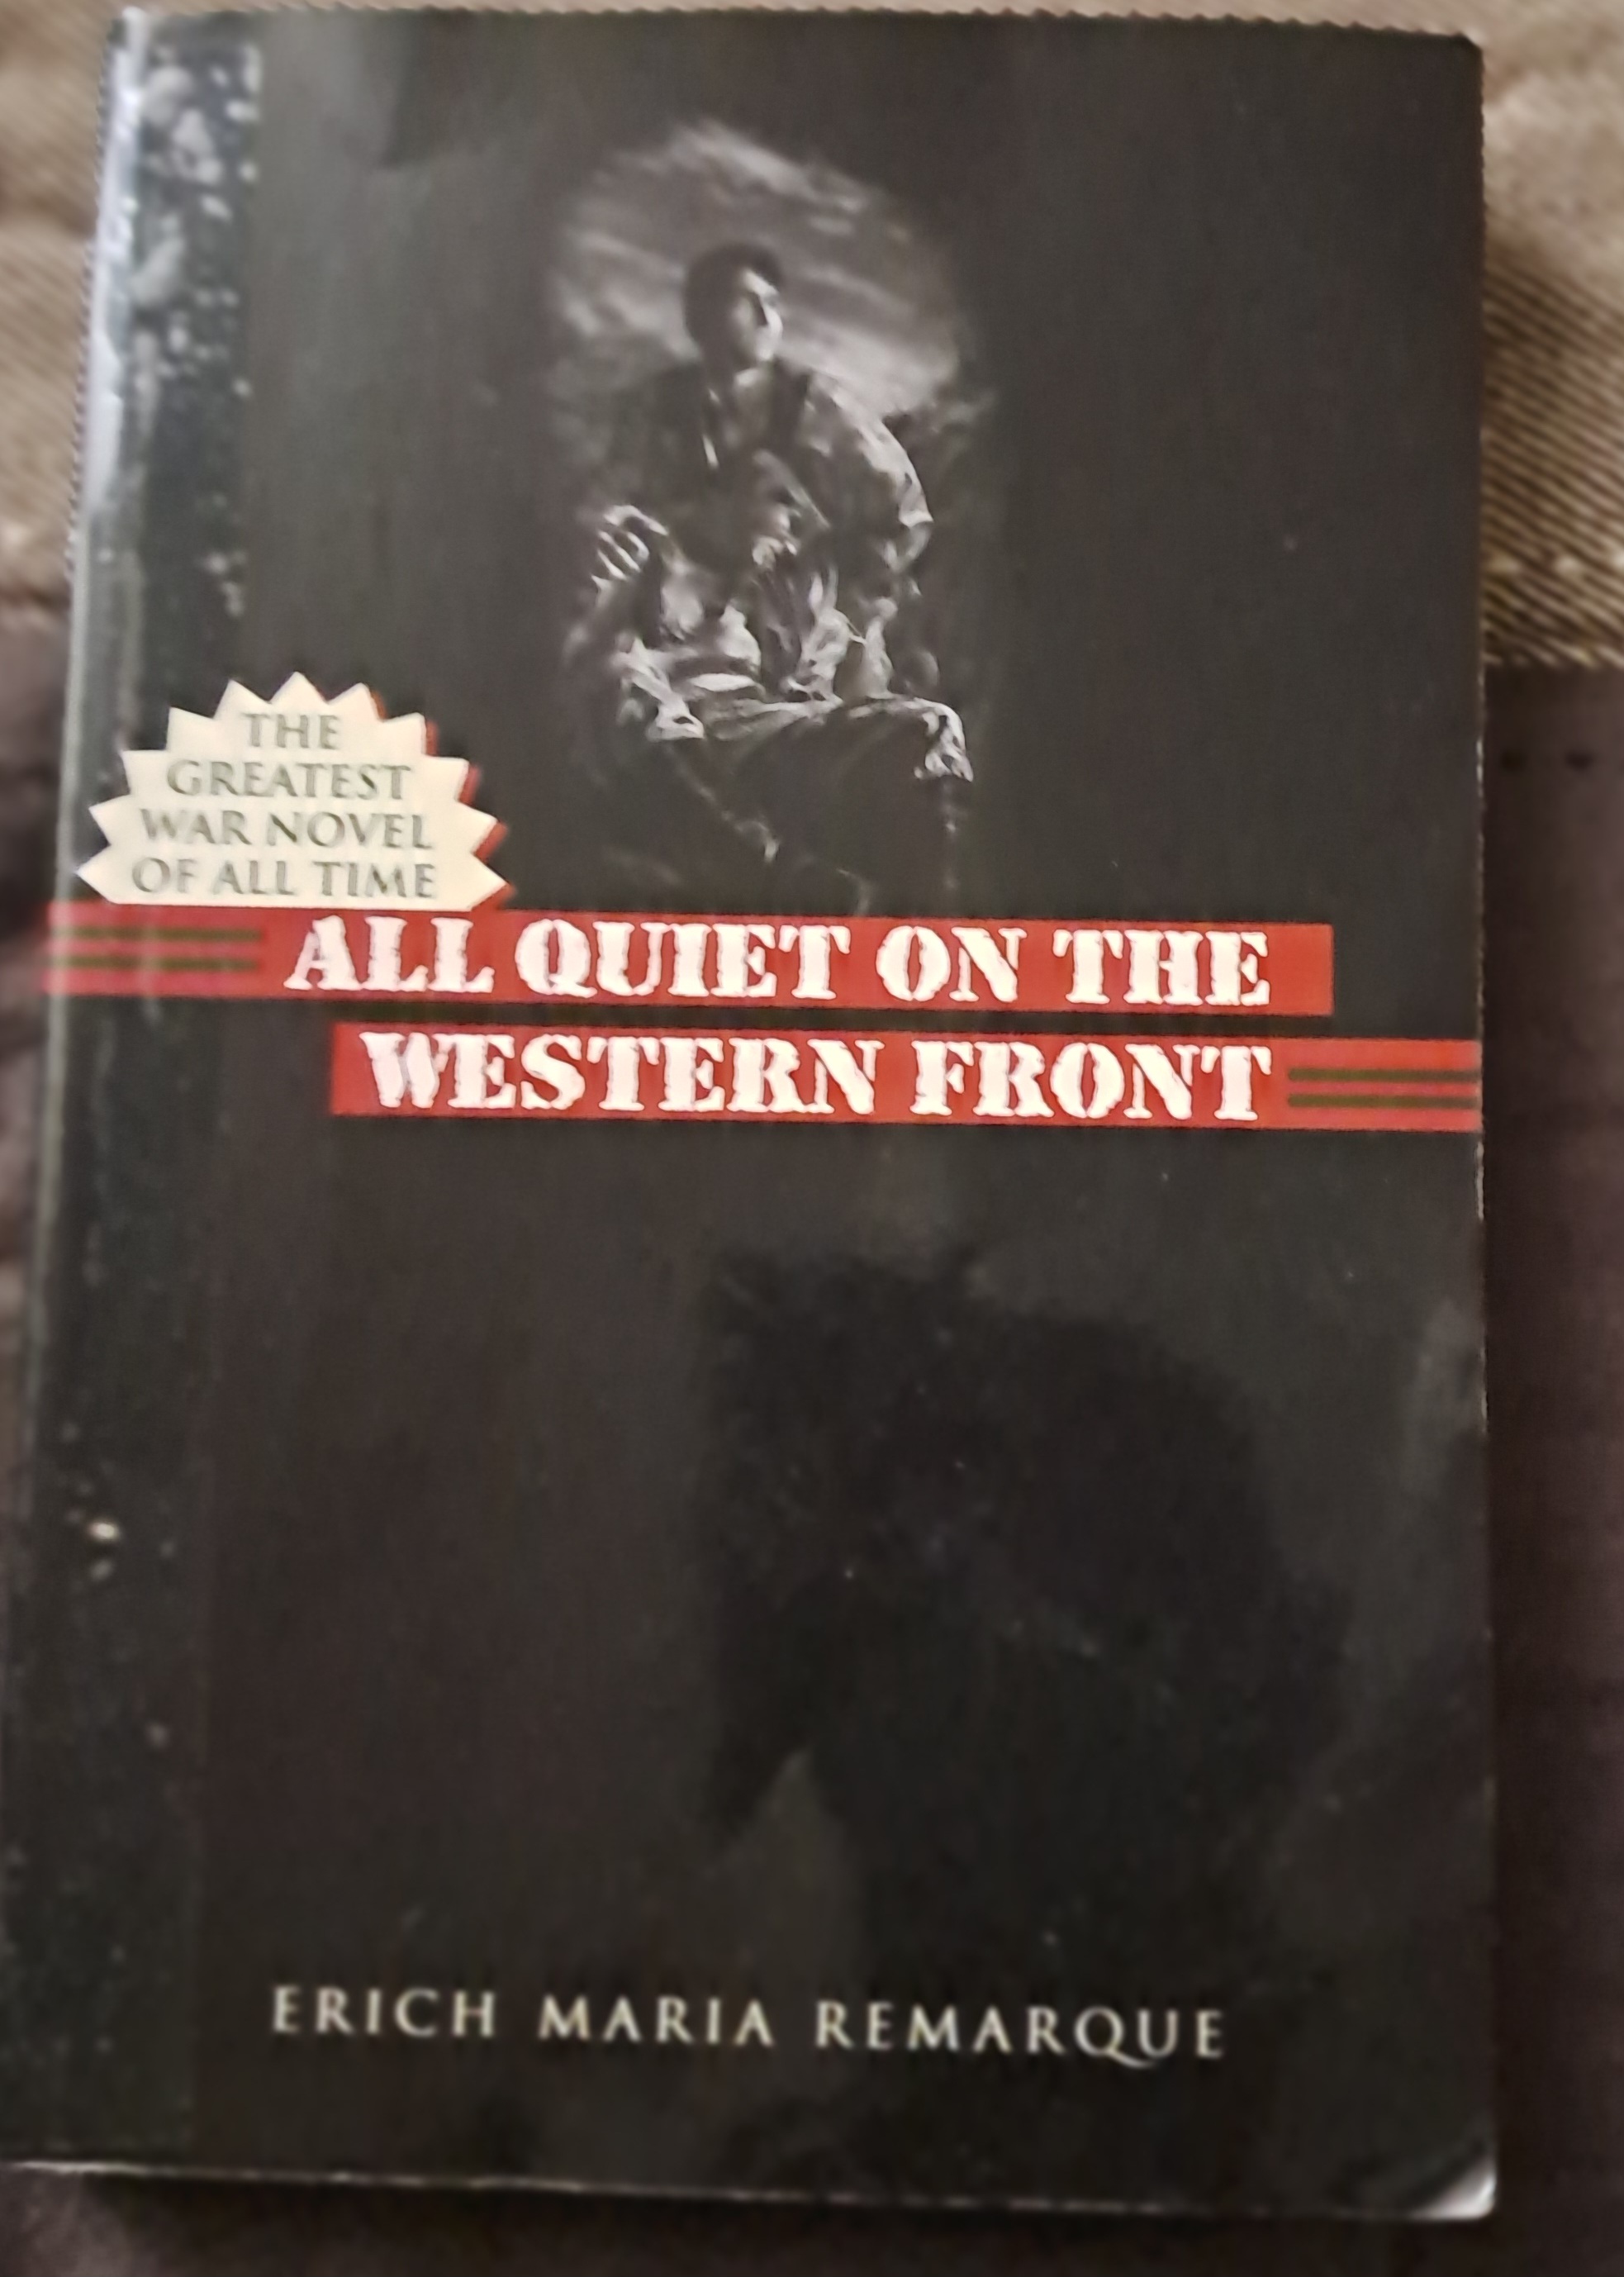 THE
GREATEST
WAR NOVEL
OF ALL TIME
ALL QUIET ON THE
WESTERN FRONT
ERICH MARIA REMARQUE